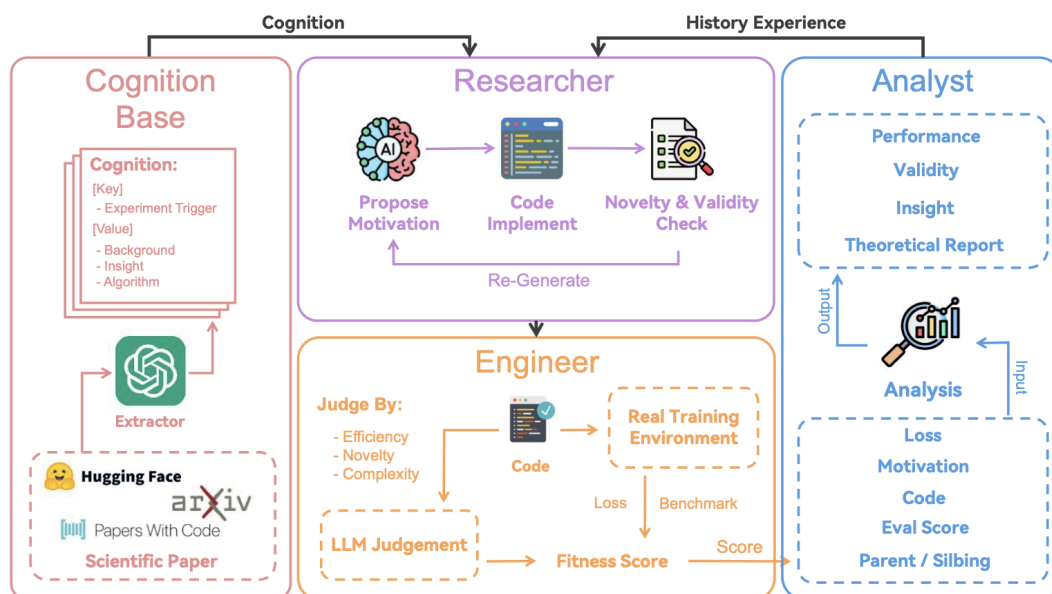 Cognition
History Experience
Cognition
Base
Cognition:
[Key]
- Experiment Trigger
[Value]
- Background
- Insight
- Algorithm
Extractor
Hugging Face
arXiv
Papers With Code
Scientific Paper
Researcher
AI
Propose
Motivation
Code
Implement
Novelty & Validity
Check
Re-Generate
Engineer
Judge By:
- Efficiency
- Novelty
- Complexity
Code
Real Training
Environment
Loss
Benchmark
LLM Judgement
Fitness Score
Score
Analyst
Performance
Validity
Insight
Theoretical Report
Output
Analysis
Input
Loss
Motivation
Code
Eval Score
Parent / Silbing